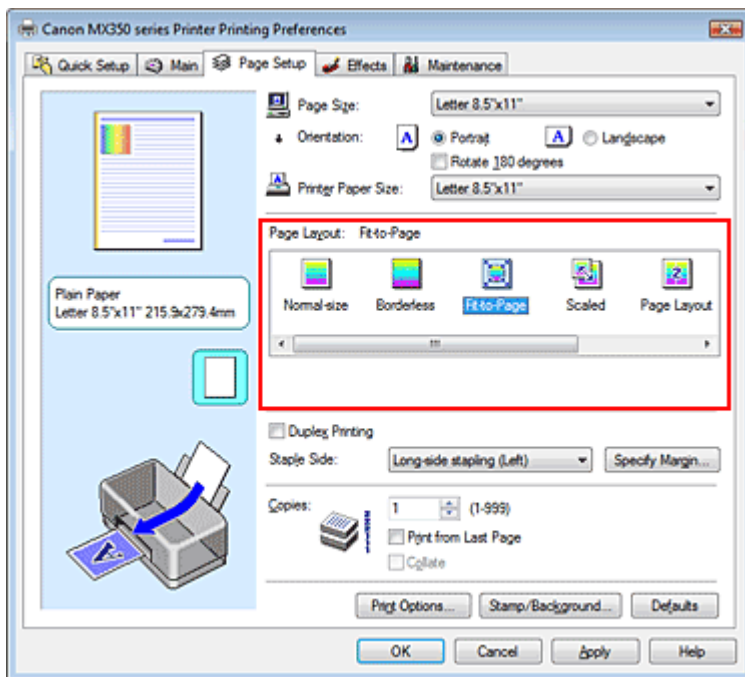 Canon MX350 series Printer Printing Preferences
Quick Setup Main Page Setup Effects Maintenance
Page Size: Letter 8.5"x11"
Orientation: A Portrait A Landscape
Rotate 180 degrees
Printer Paper Size: Letter 8.5"x11"
Page Layout: Fit-to-Page
Normal-size Borderless Fit-to-Page Scaled Page Layout
Plain Paper
Letter 8.5"x11" 215.9x279.4mm
Duplex Printing
Staple Side: Long-side stapling (Left) Specify Margin...
Copies: 1 (1-999)
Print from Last Page
Collate
A
Print Options... Stamp/Background... Defaults
OK Cancel Apply Help